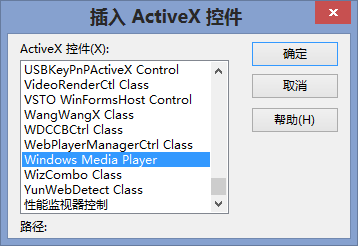 插入 ActiveX 控件
ActiveX 控件(X):
USBKeyPnPActiveX Control
VideoRenderCtl Class
VSTO WinFormsHost Control
WangWangX Class
WDCCBCtrl Class
WebPlayerManagerCtrl Class
Windows Media Player
WizCombo Class
YunWebDetect Class
性能监视器控制
路径:
确定
取消
帮助(H)